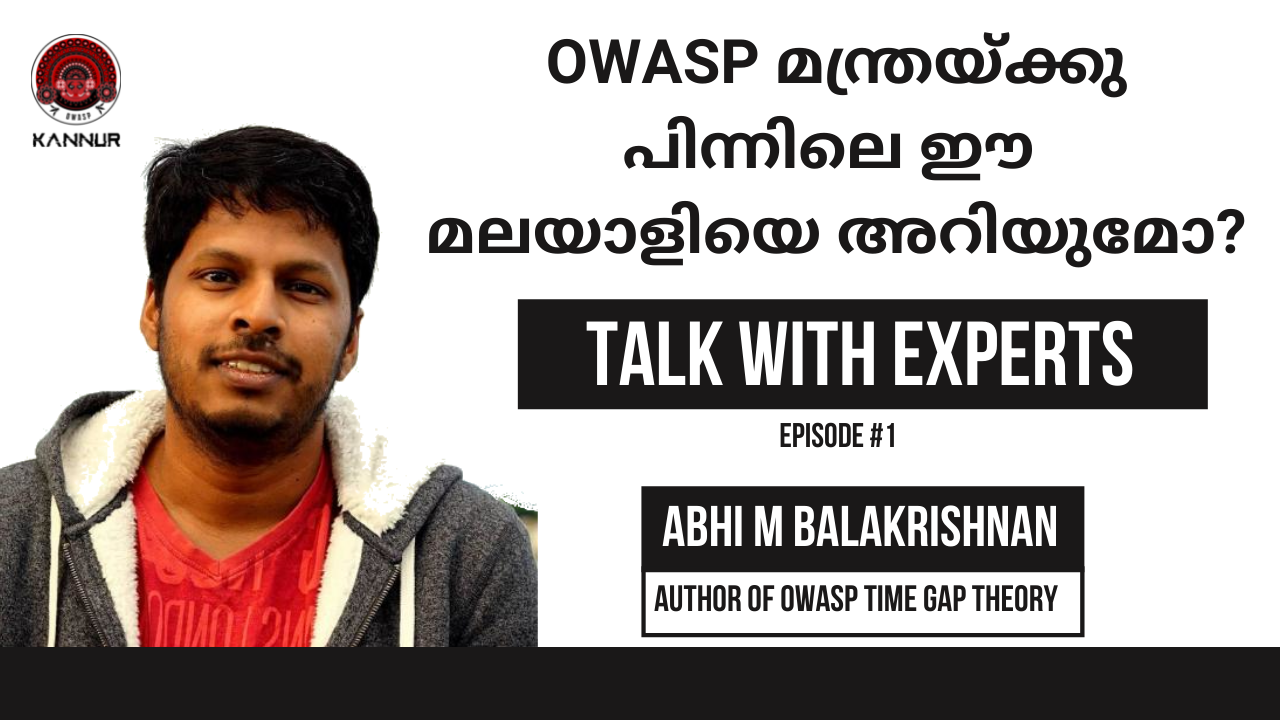 OWASP
KANNUR
OWASP മന്ത്രയ്ക്കു
പിന്നിലെ ഈ
മലയാളിയെ അറിയുമോ?
TALK WITH EXPERTS
EPISODE #1
ABHI M BALAKRISHNAN
AUTHOR OF OWASP TIME GAP THEORY